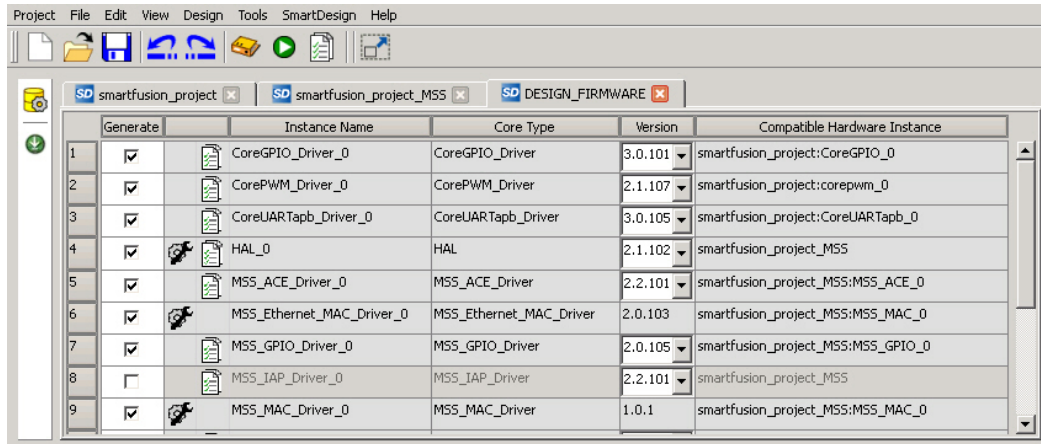 Project File Edit View Design Tools SmartDesign Help
SD smartfusion_project SD smartfusion_project_MSS SD DESIGN_FIRMWARE
Generate Instance Name Core Type Version Compatible Hardware Instance
1 CoreGPIO_Driver_0 CoreGPIO_Driver 3.0.101 smartfusion_project:CoreGPIO_0
2 CorePWM_Driver_0 CorePWM_Driver 2.1.107 smartfusion_project:corepwm_0
3 CoreUARTapb_Driver_0 CoreUARTapb_Driver 3.0.105 smartfusion_project:CoreUARTapb_0
4 HAL_0 HAL 2.1.102 smartfusion_project_MSS
5 MSS_ACE_Driver_0 MSS_ACE_Driver 2.2.101 smartfusion_project_MSS:MSS_ACE_0
6 MSS_Ethernet_MAC_Driver_0 MSS_Ethernet_MAC_Driver 2.0.103 smartfusion_project_MSS:MSS_MAC_0
7 MSS_GPIO_Driver_0 MSS_GPIO_Driver 2.0.105 smartfusion_project_MSS:MSS_GPIO_0
8 MSS_IAP_Driver_0 MSS_IAP_Driver 2.2.101 smartfusion_project_MSS
9 MSS_MAC_Driver_0 MSS_MAC_Driver 1.0.1 smartfusion_project_MSS:MSS_MAC_0